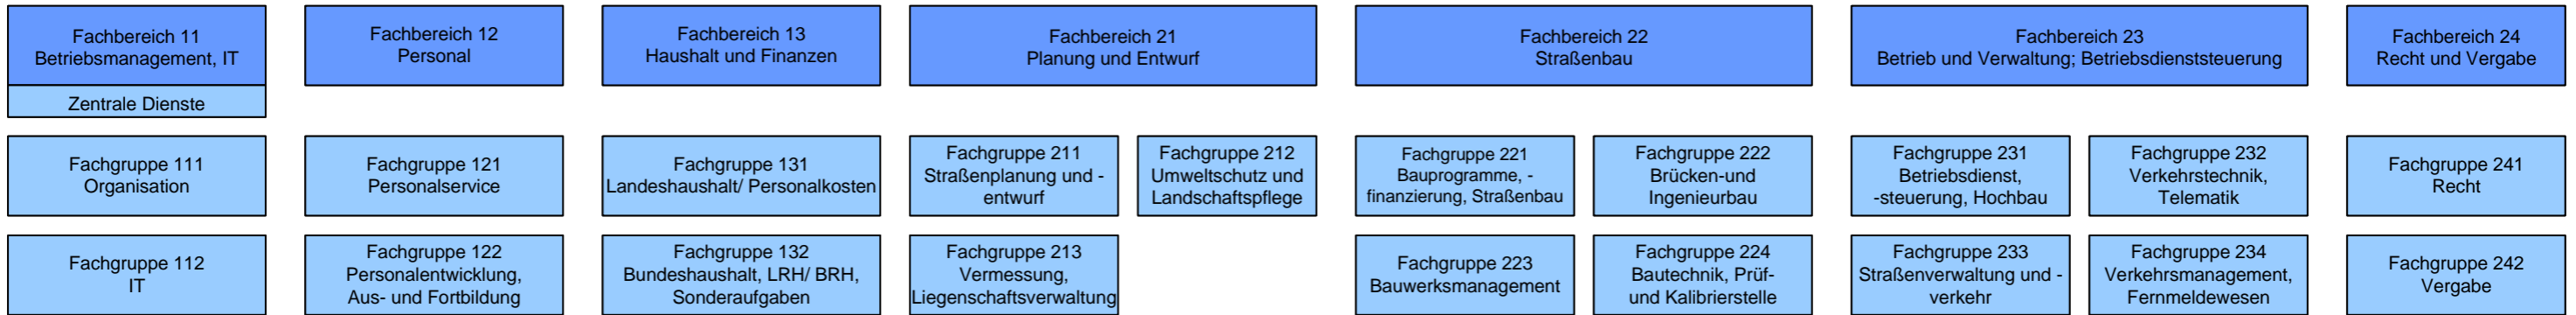 Fachbereich 11
Betriebsmanagement, IT
Zentrale Dienste
Fachbereich 12
Personal
Fachbereich 13
Haushalt und Finanzen
Fachbereich 21
Planung und Entwurf
Fachbereich 22
Straßenbau
Fachbereich 23
Betrieb und Verwaltung; Betriebsdienststeuerung
Fachbereich 24
Recht und Vergabe
Fachgruppe 111
Organisation
Fachgruppe 121
Personalservice
Fachgruppe 131
Landeshaushalt/ Personalkosten
Fachgruppe 211
Straßenplanung und -
entwurf
Fachgruppe 212
Umweltschutz und
Landschaftspflege
Fachgruppe 221
Bauprogramme, -
finanzierung, Straßenbau
Fachgruppe 222
Brücken-und
Ingenieurbau
Fachgruppe 231
Betriebsdienst,
-steuerung, Hochbau
Fachgruppe 232
Verkehrstechnik,
Telematik
Fachgruppe 241
Recht
Fachgruppe 112
IT
Fachgruppe 122
Personalentwicklung,
Aus- und Fortbildung
Fachgruppe 132
Bundeshaushalt, LRH/ BRH,
Sonderaufgaben
Fachgruppe 213
Vermessung,
Liegenschaftsverwaltung
Fachgruppe 223
Bauwerksmanagement
Fachgruppe 224
Bautechnik, Prüf-
und Kalibrierstelle
Fachgruppe 233
Straßenverwaltung und -
verkehr
Fachgruppe 234
Verkehrsmanagement,
Fernmeldewesen
Fachgruppe 242
Vergabe